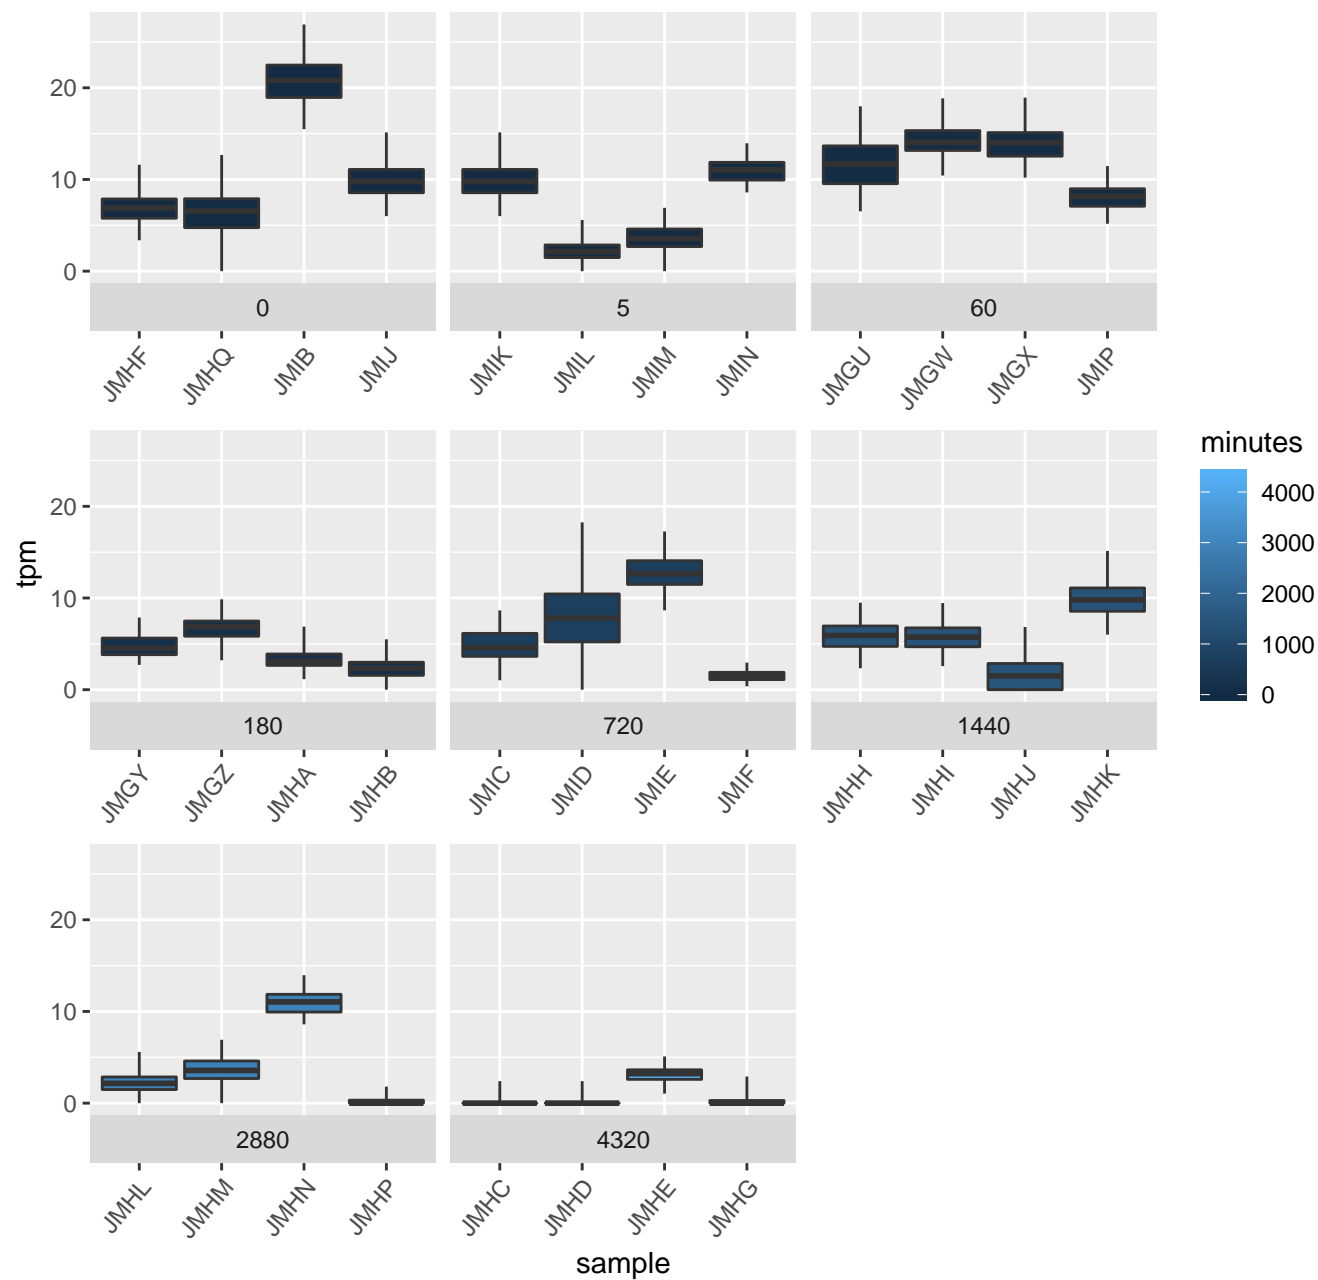 20
10
0
0
5
60
JMHF
JMHQ
JMIB
JMIJ
JMIK
JMIL
JMIM
JMIN
JMGU
JMGW
JMGX
JMIP
20
10
0
180
720
1440
JMGY
JMGZ
JMHA
JMHB
JMIC
JMID
JMIE
JMIF
JMHH
JMHI
JMHJ
JMHK
20
10
0
2880
4320
JMHL
JMHM
JMHN
JMHP
JMHC
JMHD
JMHE
JMHG
tpm
sample
minutes
4000
3000
2000
1000
0